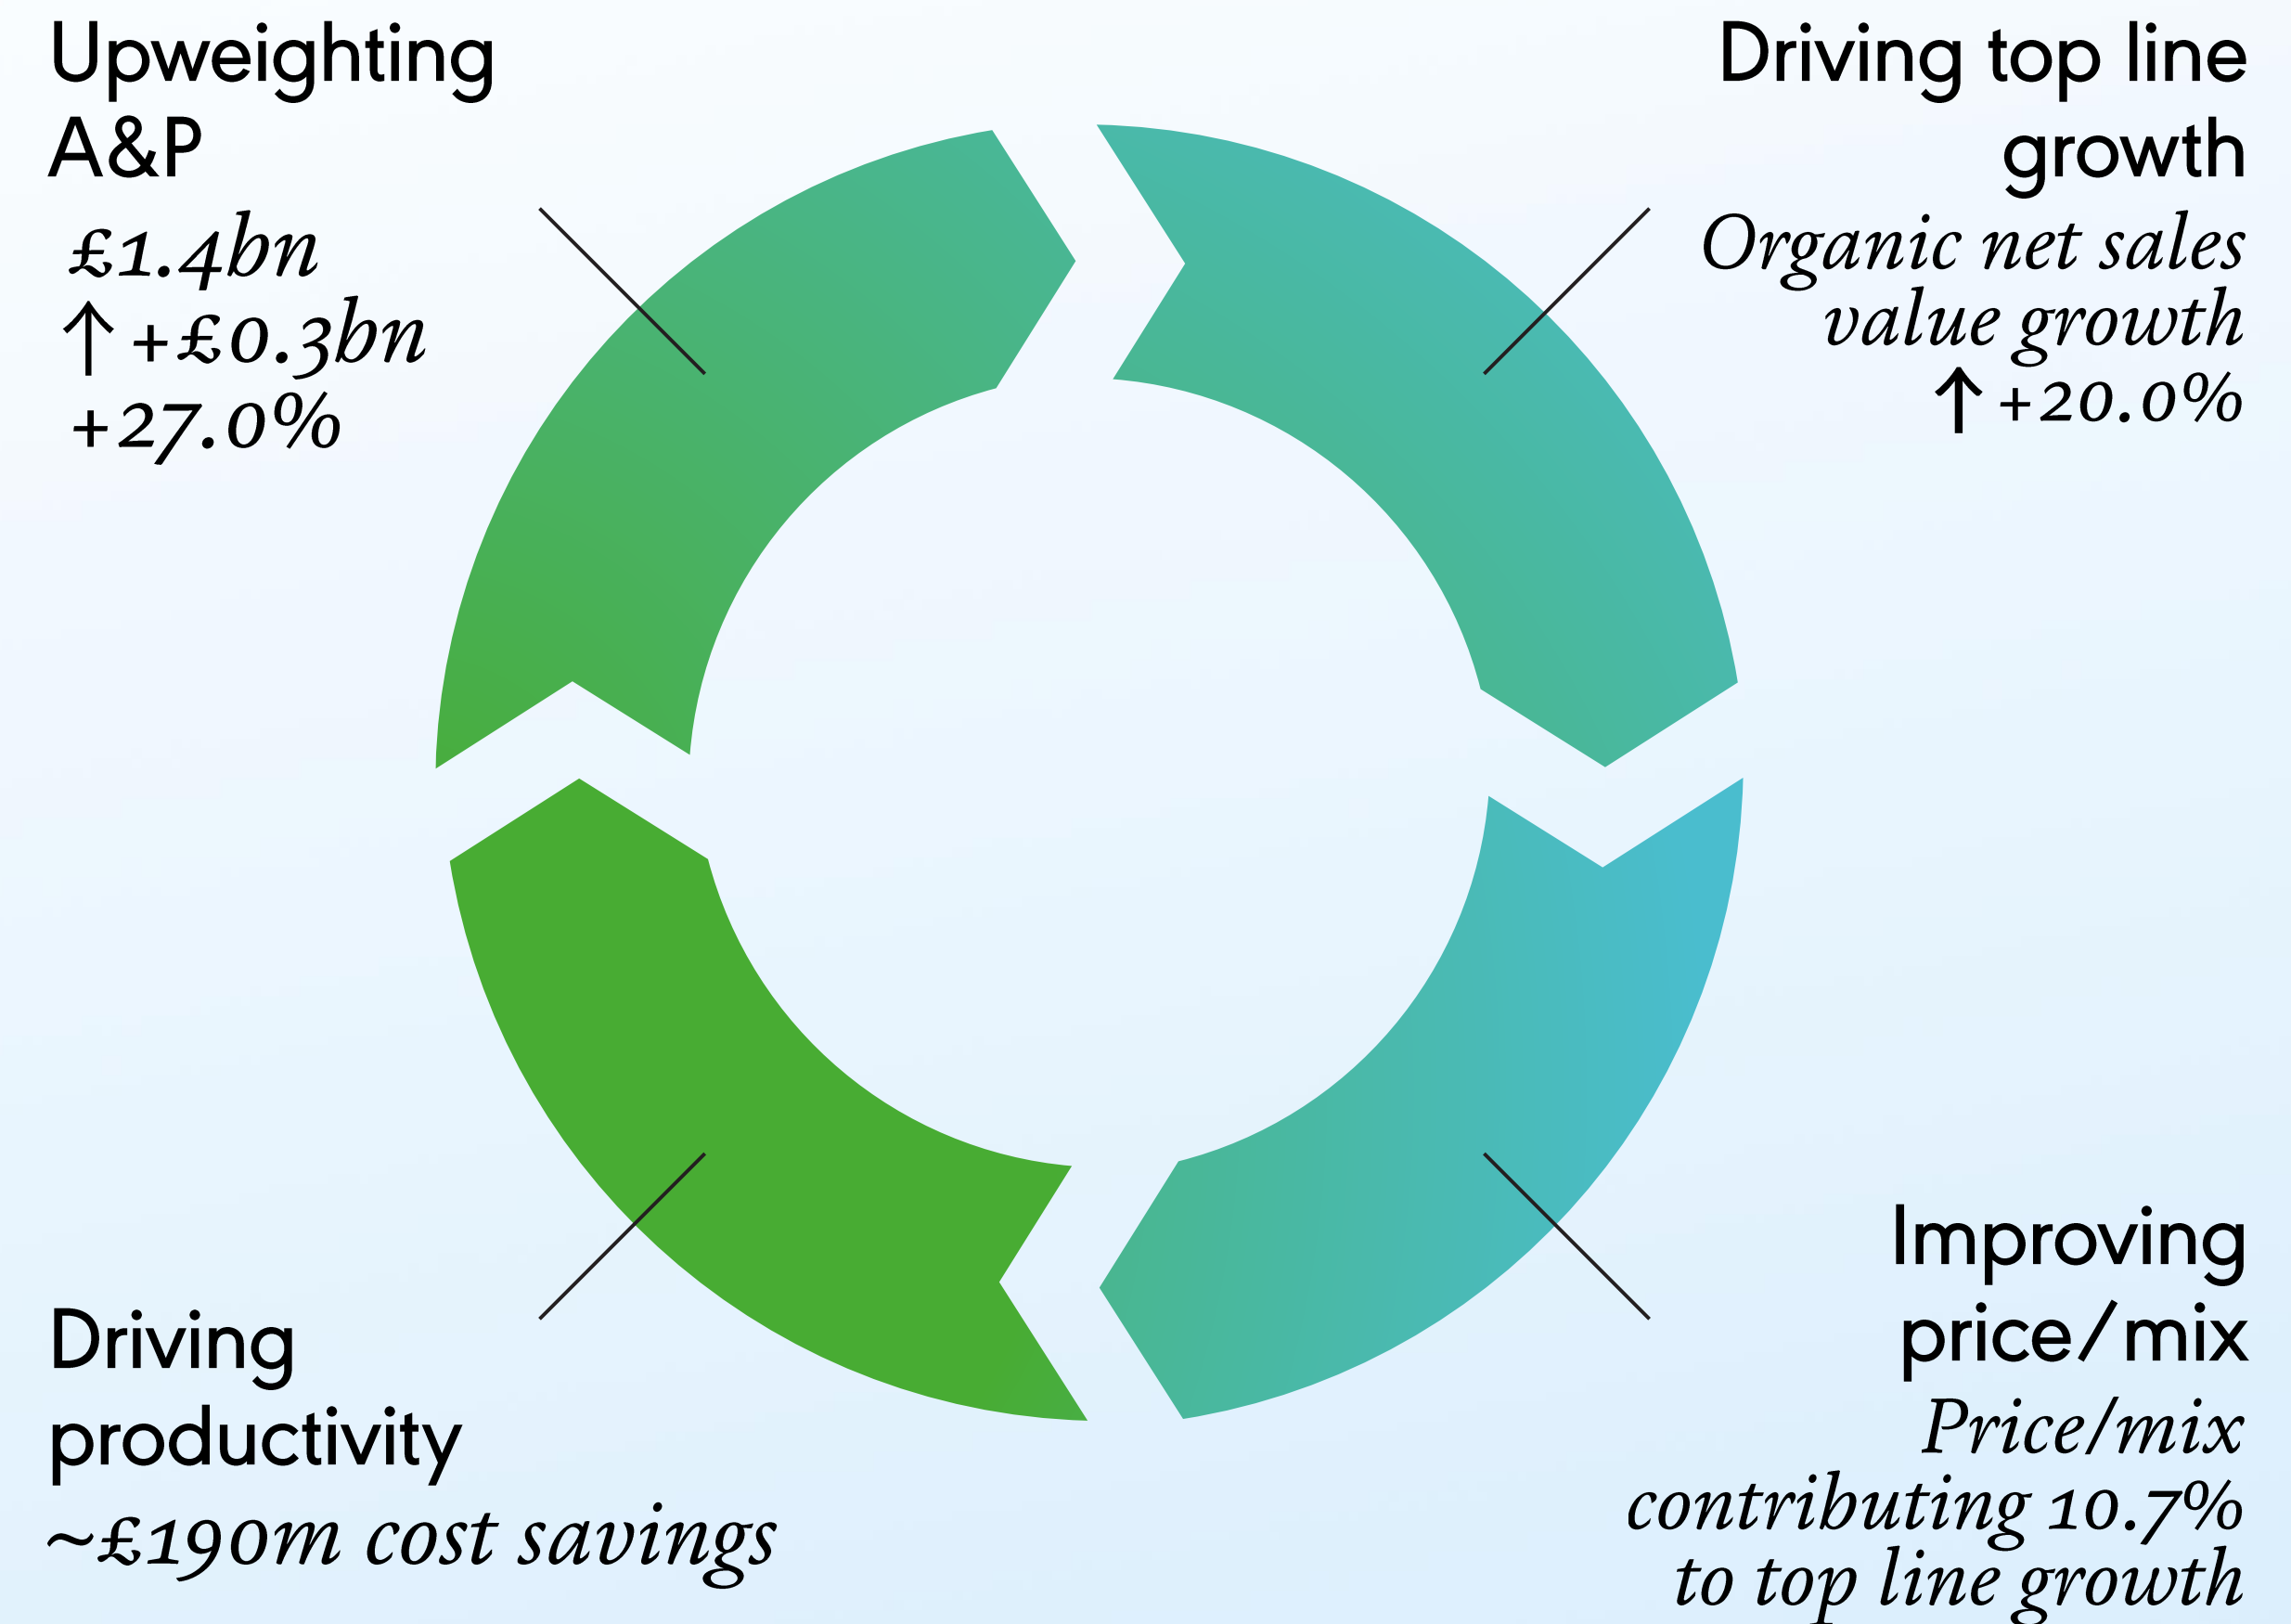 Upweighting
A&P
£1.4bn
↑+£0.3bn
+27.0%
Driving top line
growth
Organic net sales
value growth
↑+20.0%
Driving
productivity
~£190m cost savings
Improving
price/mix
Price/mix
contributing 10.7%
to top line growth